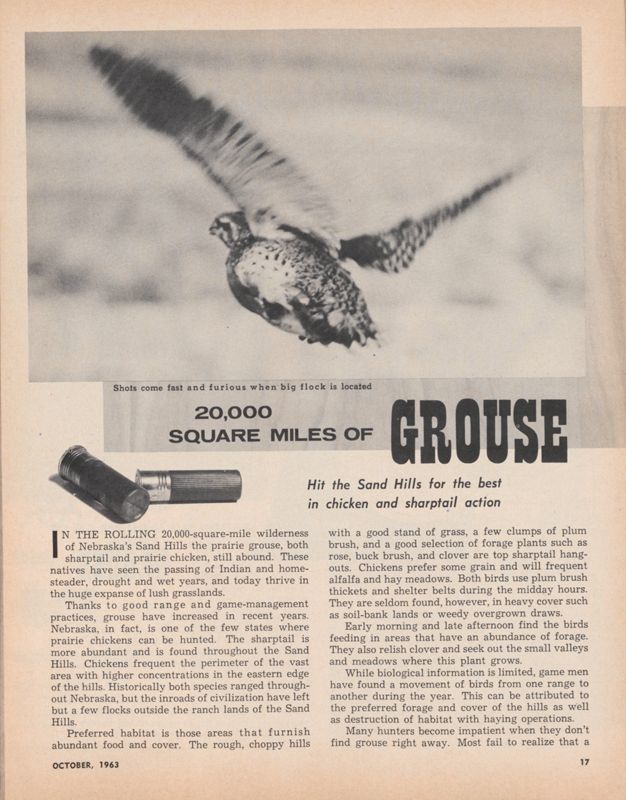 Shots come fast and furious when big flock is located
20,000
SQUARE MILES OF GROUSE
Hit the Sand Hills for the best
in chicken and sharptail action
IN THE ROLLING 20,000-square-mile wilderness
of Nebraska's Sand Hills the prairie grouse, both
sharptail and prairie chicken, still abound. These
natives have seen the passing of Indian and home-
steader, drought and wet years, and today thrive in
the huge expanse of lush grasslands.
Thanks to good range and game-management
practices, grouse have increased in recent years.
Nebraska, in fact, is one of the few states where
prairie chickens can be hunted. The sharptail is
more abundant and is found throughout the Sand
Hills. Chickens frequent the perimeter of the vast
area with higher concentrations in the eastern edge
of the hills. Historically both species ranged through-
out Nebraska, but the inroads of civilization have left
but a few flocks outside the ranch lands of the Sand
Hills.
Preferred habitat is those areas that furnish
abundant food and cover. The rough, choppy hills
with a good stand of grass, a few clumps of plum
brush, and a good selection of forage plants such as
rose, buck brush, and clover are top sharptail hang-
outs. Chickens prefer some grain and will frequent
alfalfa and hay meadows. Both birds use plum brush
thickets and shelter belts during the midday hours.
They are seldom found, however, in heavy cover such
as soil-bank lands or weedy overgrown draws.
Early morning and late afternoon find the birds
feeding in areas that have an abundance of forage.
They also relish clover and seek out the small valleys
and meadows where this plant grows.
While biological information is limited, game men
have found a movement of birds from one range to
another during the year. This can be attributed to
the preferred forage and cover of the hills as well
as destruction of habitat with haying operations.
Many hunters become impatient when they don't
find grouse right away. Most fail to realize that a
OCTOBER, 1963
17